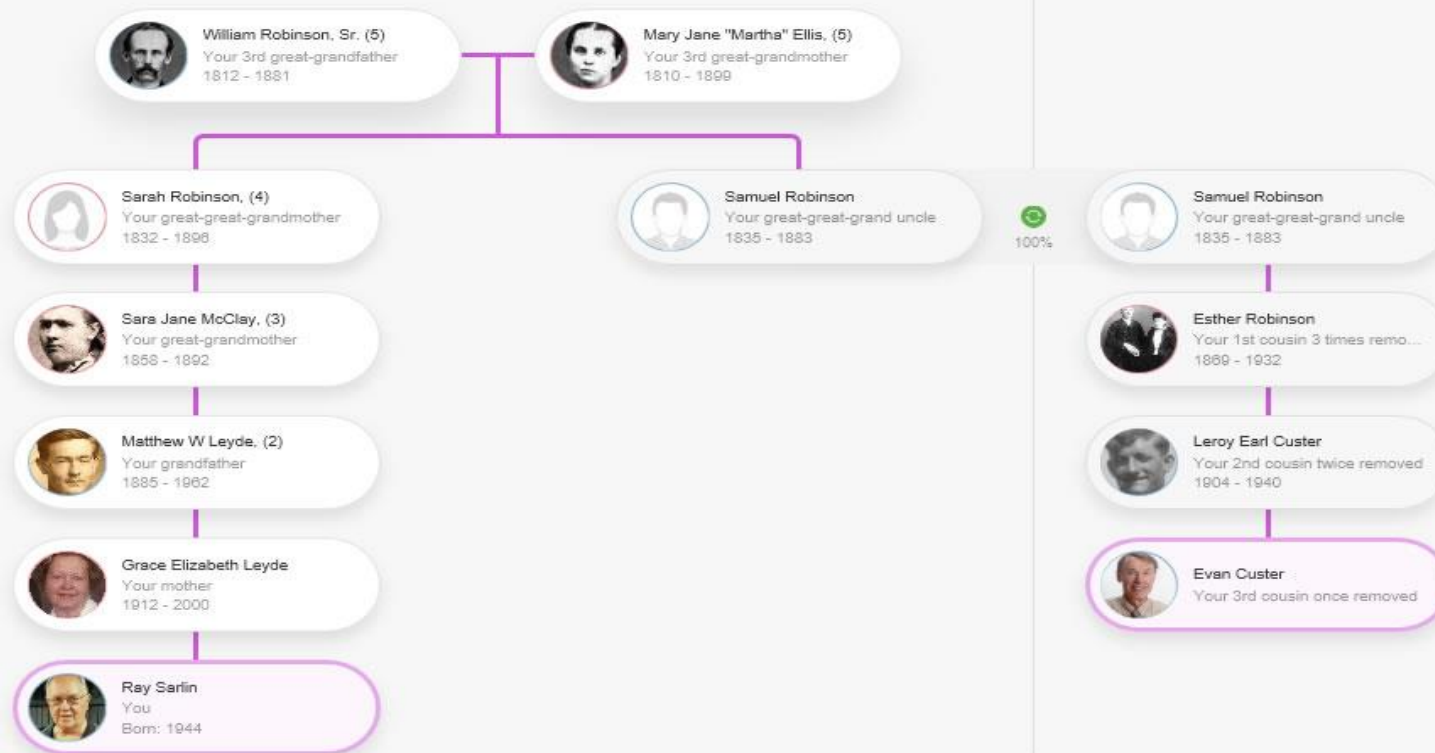 William Robinson, Sr. (5)
Your 3rd great-grandfather
1812 - 1881
Mary Jane "Martha" Ellis, (5)
Your 3rd great-grandmother
1810 - 1899
Sarah Robinson, (4)
Your great-great-grandmother
1832 - 1896
Samuel Robinson
Your great-great-grand uncle
1835 - 1883
100%
Samuel Robinson
Your great-great-grand uncle
1835 - 1883
Sara Jane McClay, (3)
Your great-grandmother
1858 - 1892
Esther Robinson
Your 1st cousin 3 times remo...
1869 - 1932
Matthew W Leyde, (2)
Your grandfather
1885 - 1962
Leroy Earl Custer
Your 2nd cousin twice removed
1904 - 1940
Grace Elizabeth Leyde
Your mother
1912 - 2000
Evan Custer
Your 3rd cousin once removed
Ray Sarlin
You
Born: 1944